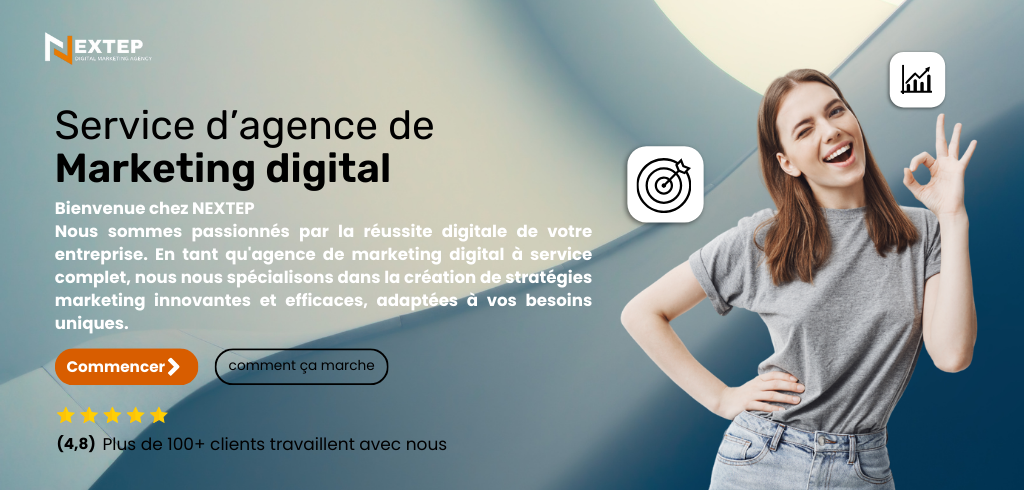 NEXTEP
DIGITAL MARKETING AGENCY
Service d’agence de
Marketing digital
Bienvenue chez NEXTEP
Nous sommes passionnés par la réussite digitale de votre
entreprise. En tant qu'agence de marketing digital à service
complet, nous nous spécialisons dans la création de stratégies
marketing innovantes et efficaces, adaptées à vos besoins
uniques.
Commencer
comment ça marche
(4,8) Plus de 100+ clients travaillent avec nous